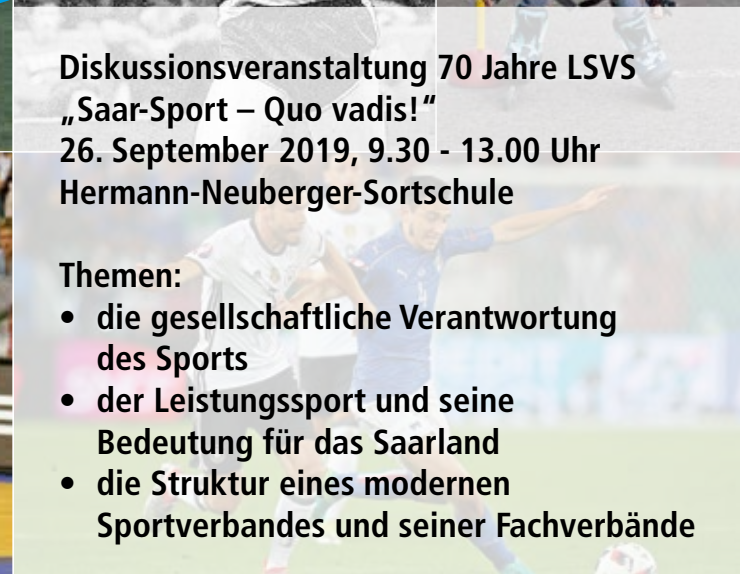 Diskussionsveranstaltung 70 Jahre LSVS
„Saar-Sport – Quo vadis!“
26. September 2019, 9.30 - 13.00 Uhr
Hermann-Neuberger-Sortschule
Themen:
• die gesellschaftliche Verantwortung
des Sports
• der Leistungssport und seine
Bedeutung für das Saarland
• die Struktur eines modernen
Sportverbandes und seiner Fachverbände